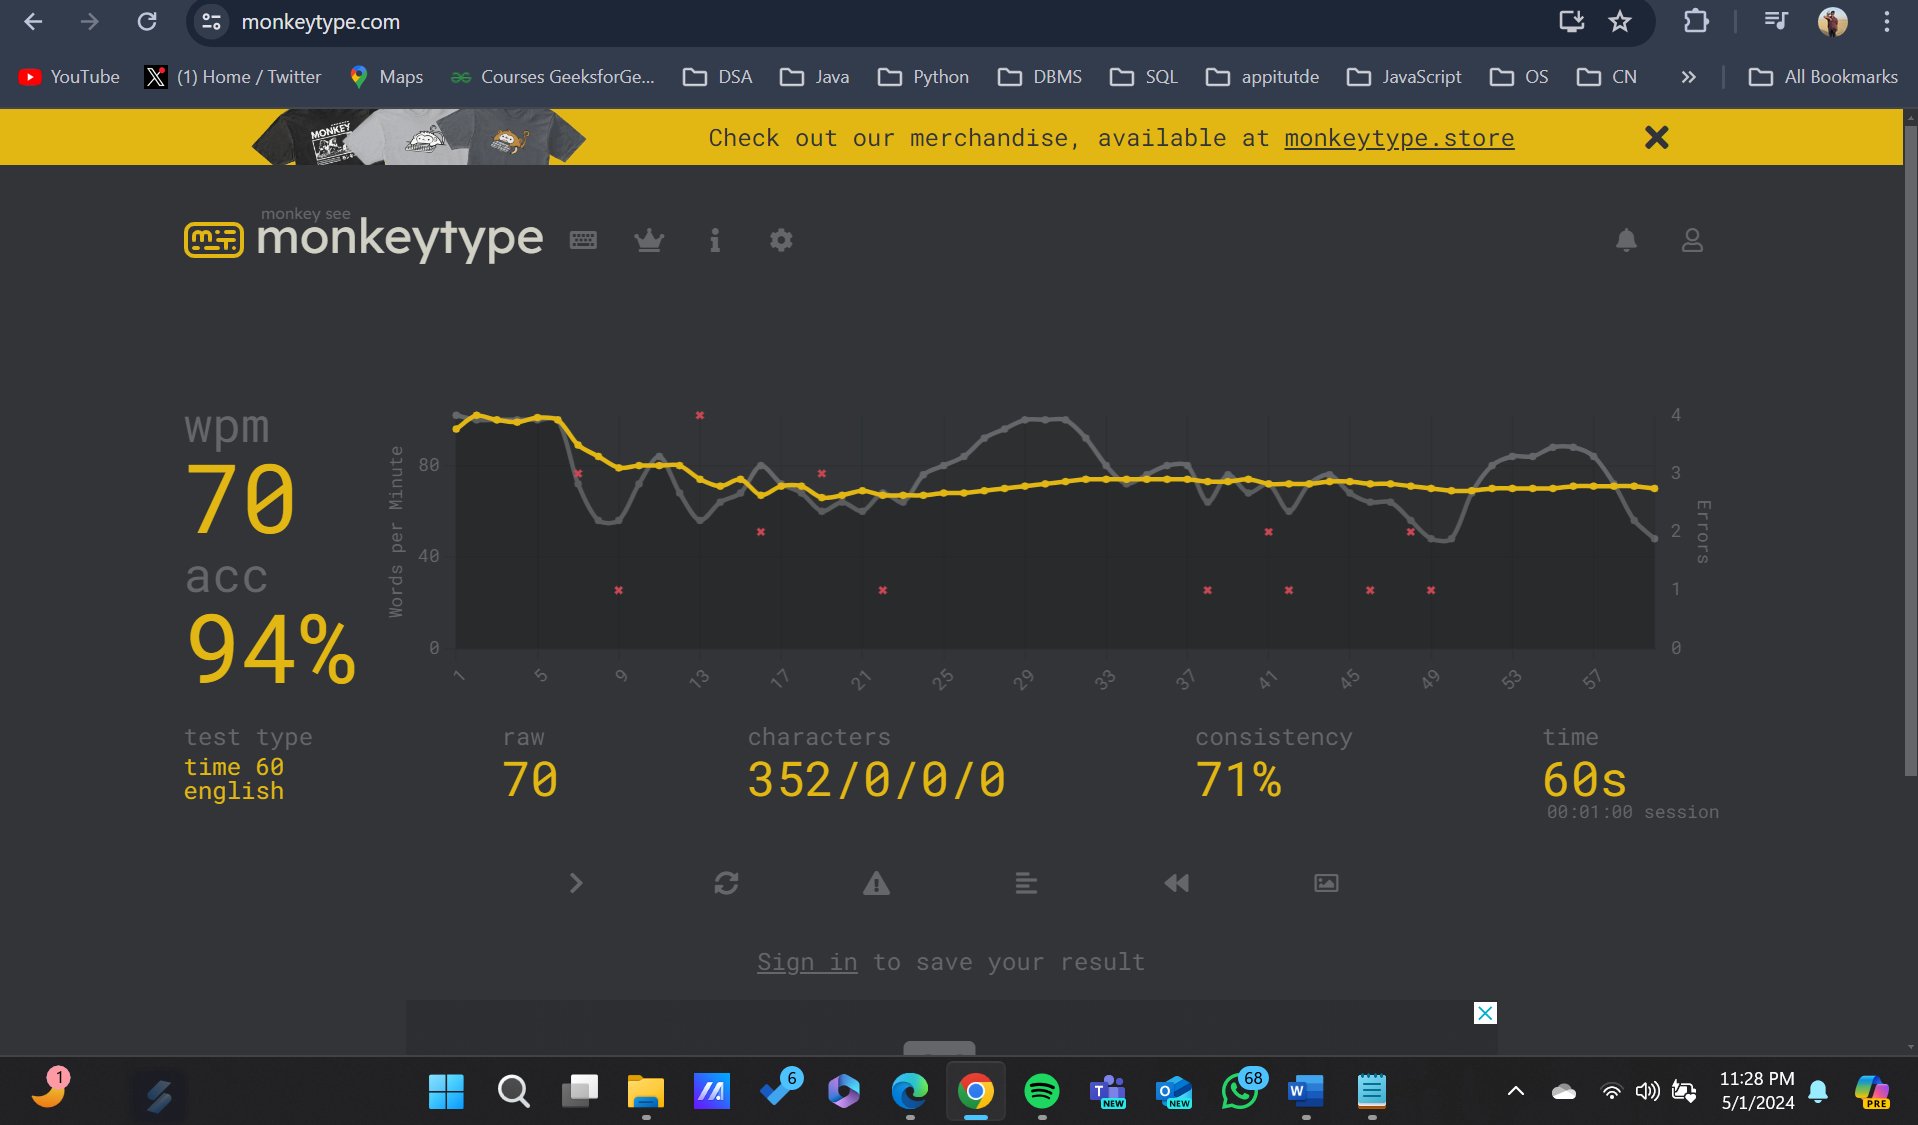 monkeytype.com
YouTube
(1) Home / Twitter
Maps
Courses GeeksforGe...
DSA
Java
Python
DBMS
SQL
appitutde
JavaScript
OS
CN
»
All Bookmarks
MONKEY
Check out our merchandise, available at monkeytype.store
monkey see
monkeytype
wpm
70
acc
94%
Words per Minute
80
40
0
4
3
2
1
0
Errors
1 5 9 13 17 21 25 29 33 37 41 45 49 53 57
test type
time 60
english
raw
70
characters
352/0/0/0
consistency
71%
time
60s
00:01:00 session
Sign in to save your result
1
6
NEW
NEW
68
W
11:28 PM
5/1/2024
PRE